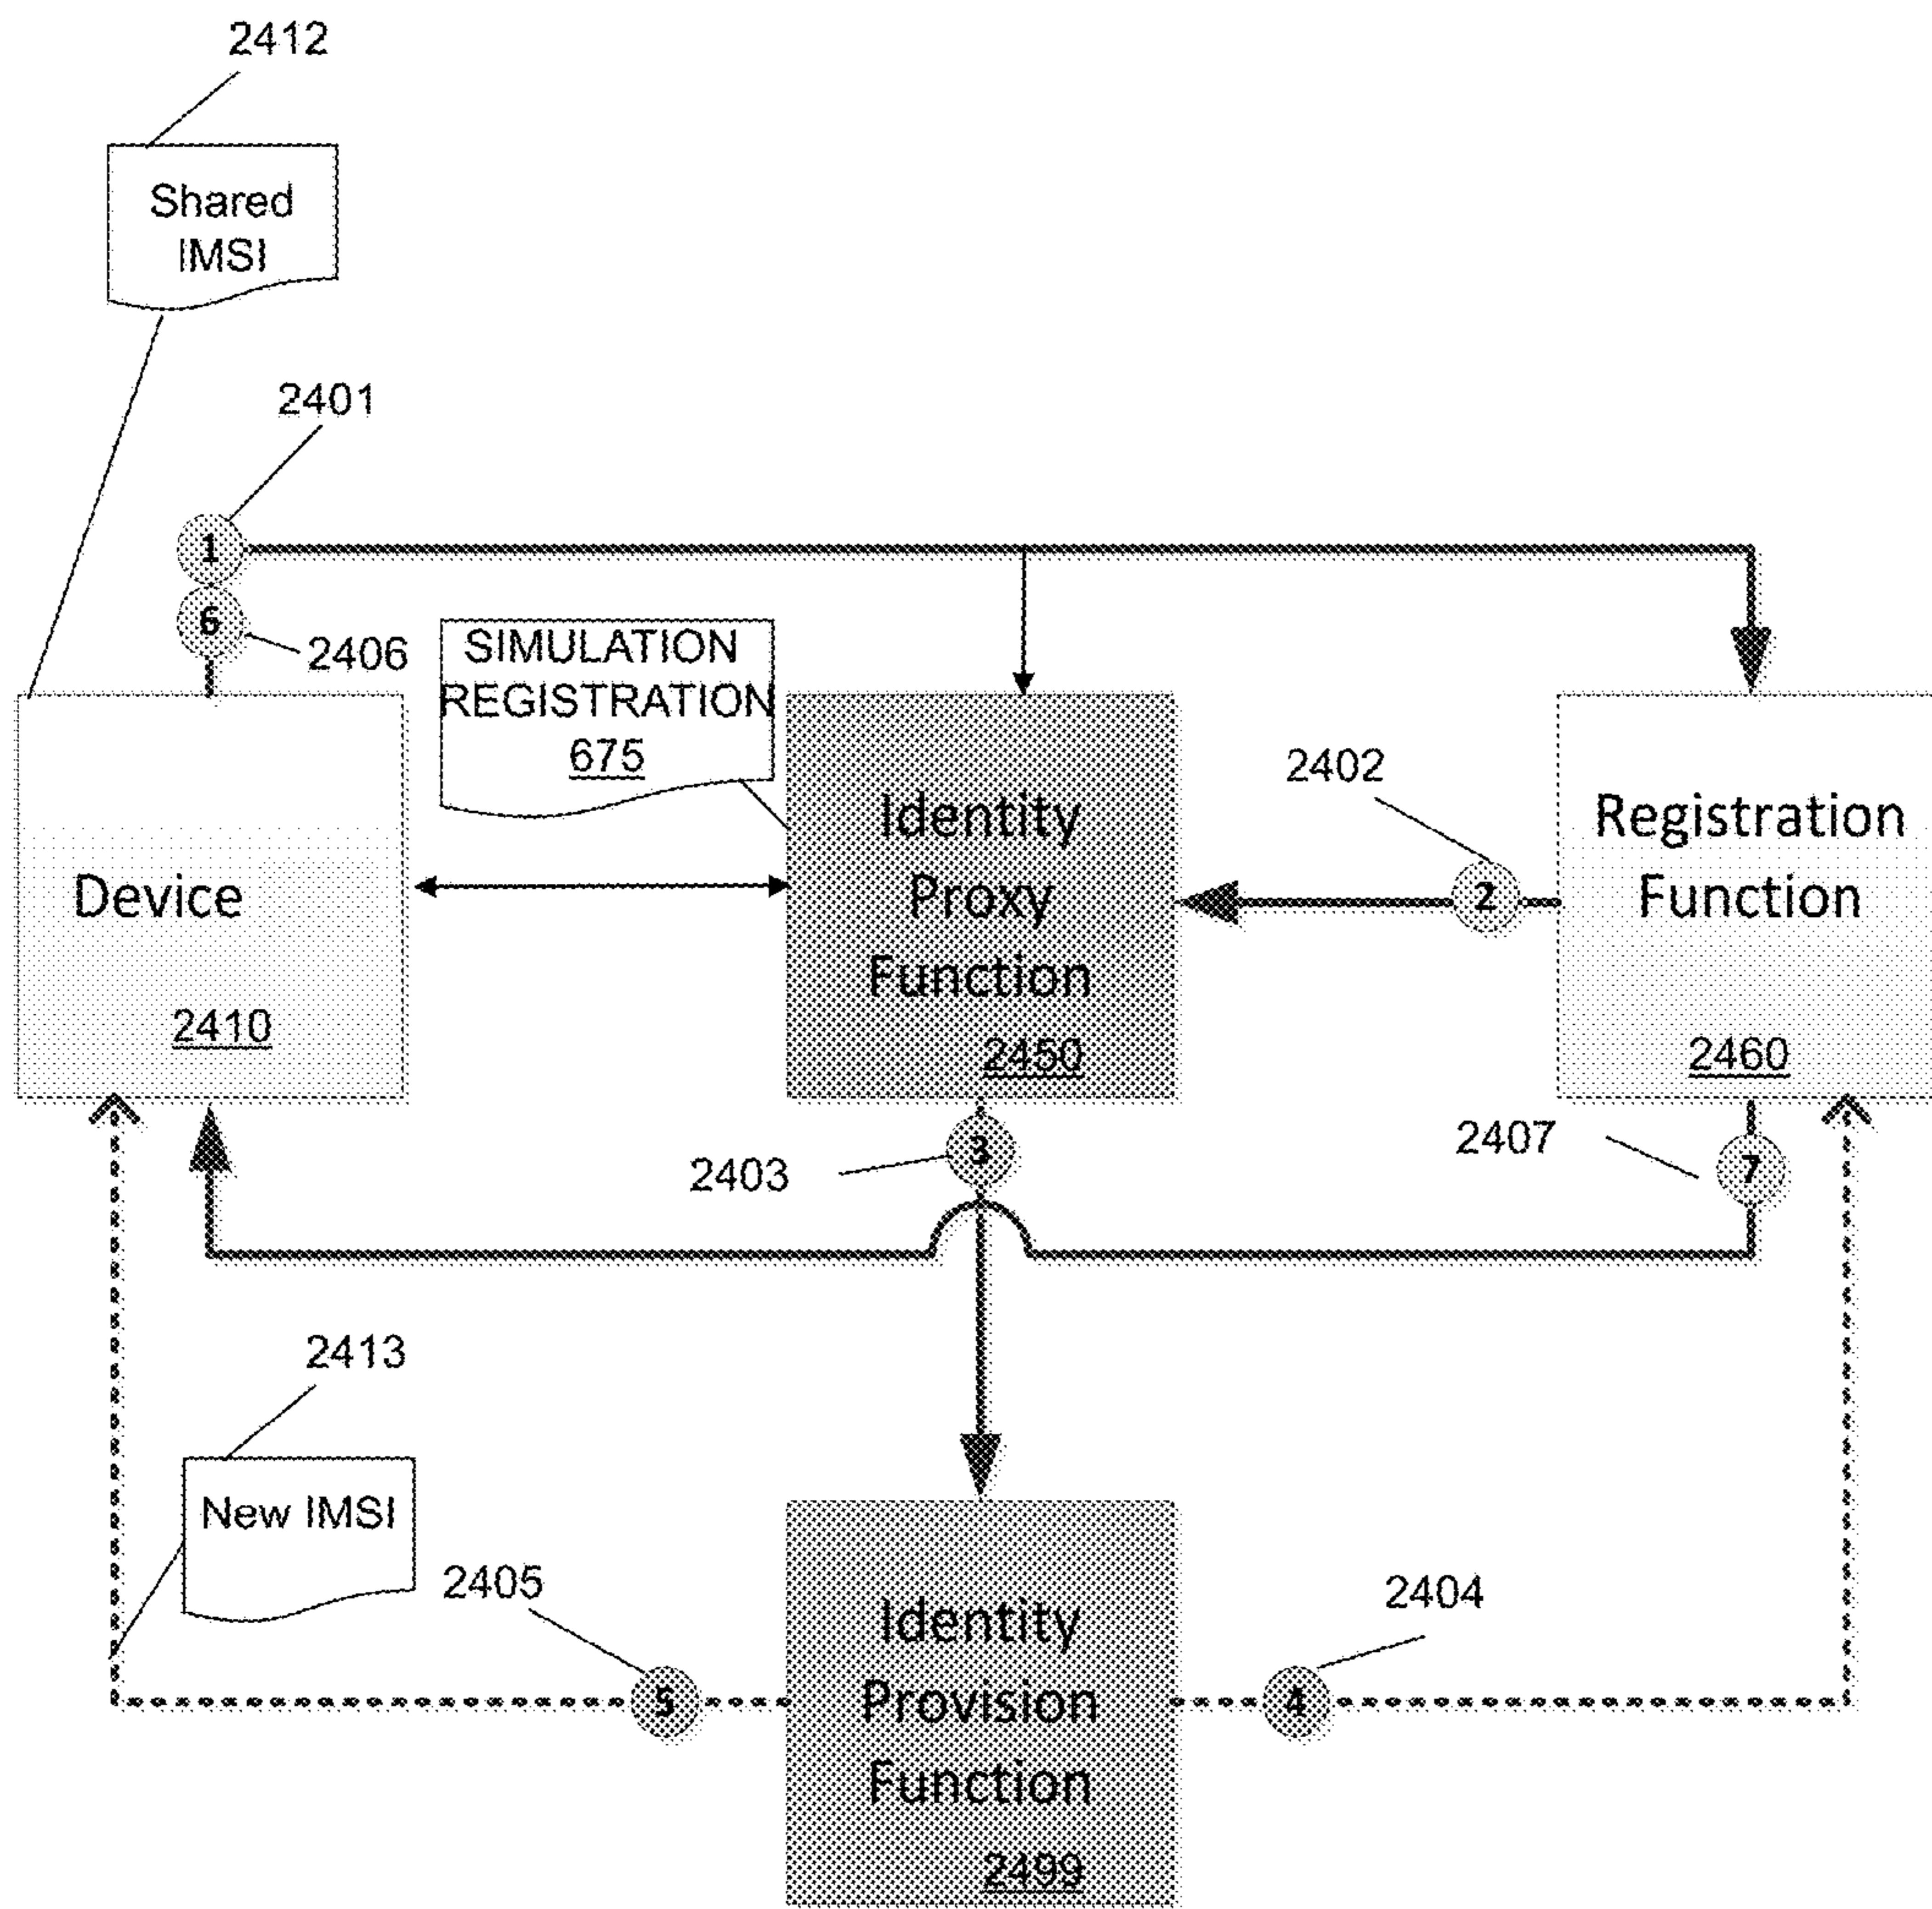 2412
Shared
IMSI
2401
1
6
2406
SIMULATION
REGISTRATION
675
2402
Identity
Proxy
Function
2450
Registration
Function
2460
2
Device
2410
2403
3
2407
7
2413
New IMSI
2405
5
2404
4
Identity
Provision
Function
2499